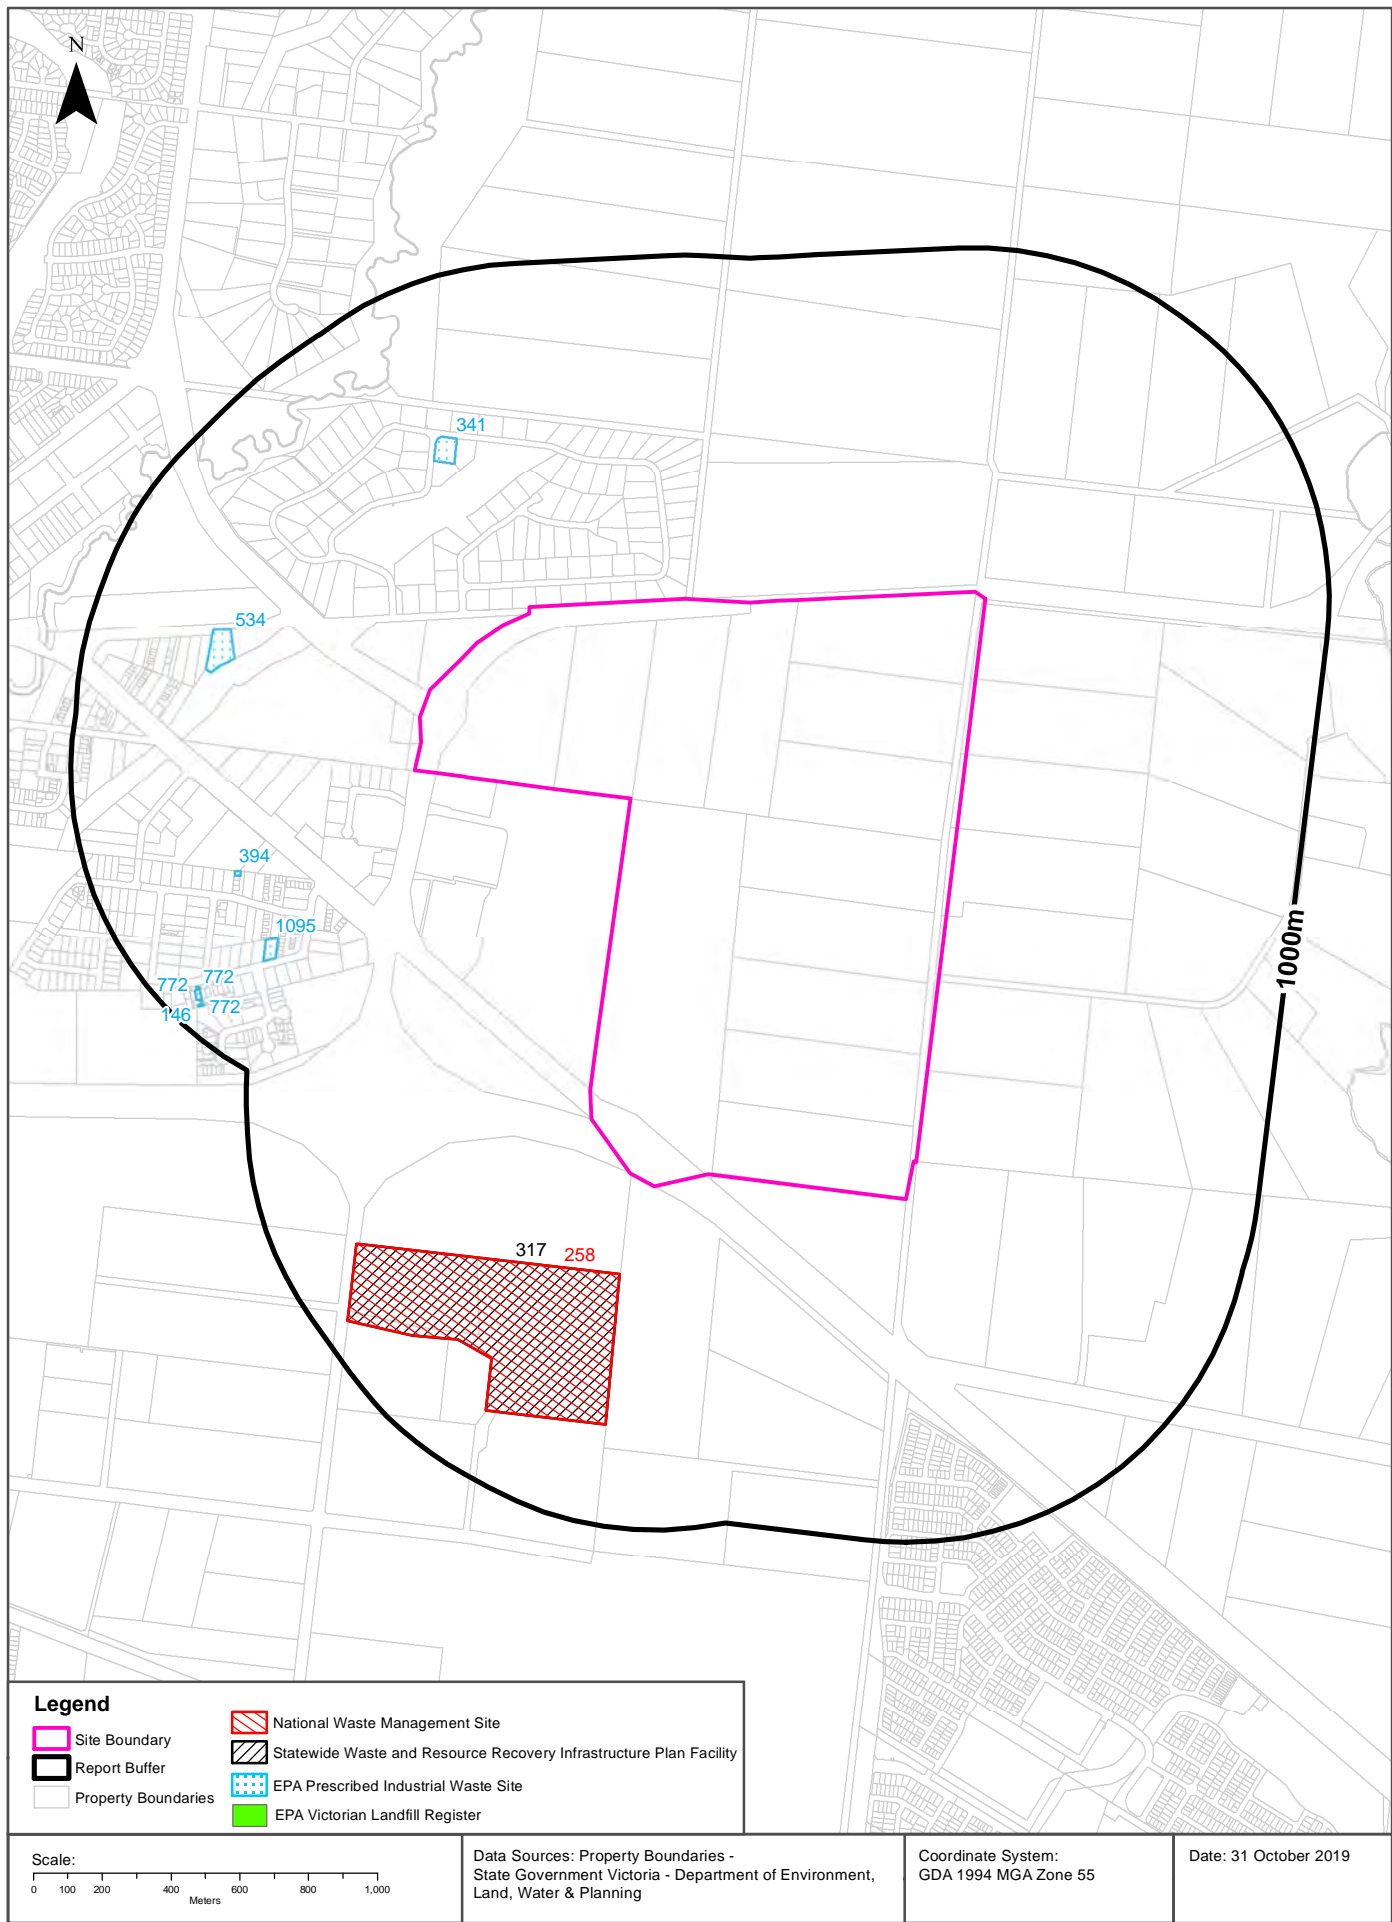 N
341
534
394
1095
772
772
146
772
1000m
317
258
Legend
Site Boundary
Report Buffer
Property Boundaries
National Waste Management Site
Statewide Waste and Resource Recovery Infrastructure Plan Facility
EPA Prescribed Industrial Waste Site
EPA Victorian Landfill Register
Scale:
0 100 200 400 600 800 1,000
Meters
Data Sources: Property Boundaries -
State Government Victoria - Department of Environment,
Land, Water & Planning
Coordinate System:
GDA 1994 MGA Zone 55
Date: 31 October 2019